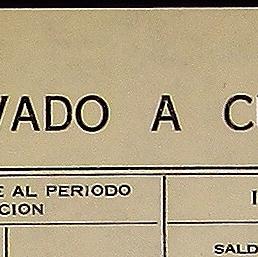 VADO A C
E AL PERIODO
CION
SALD